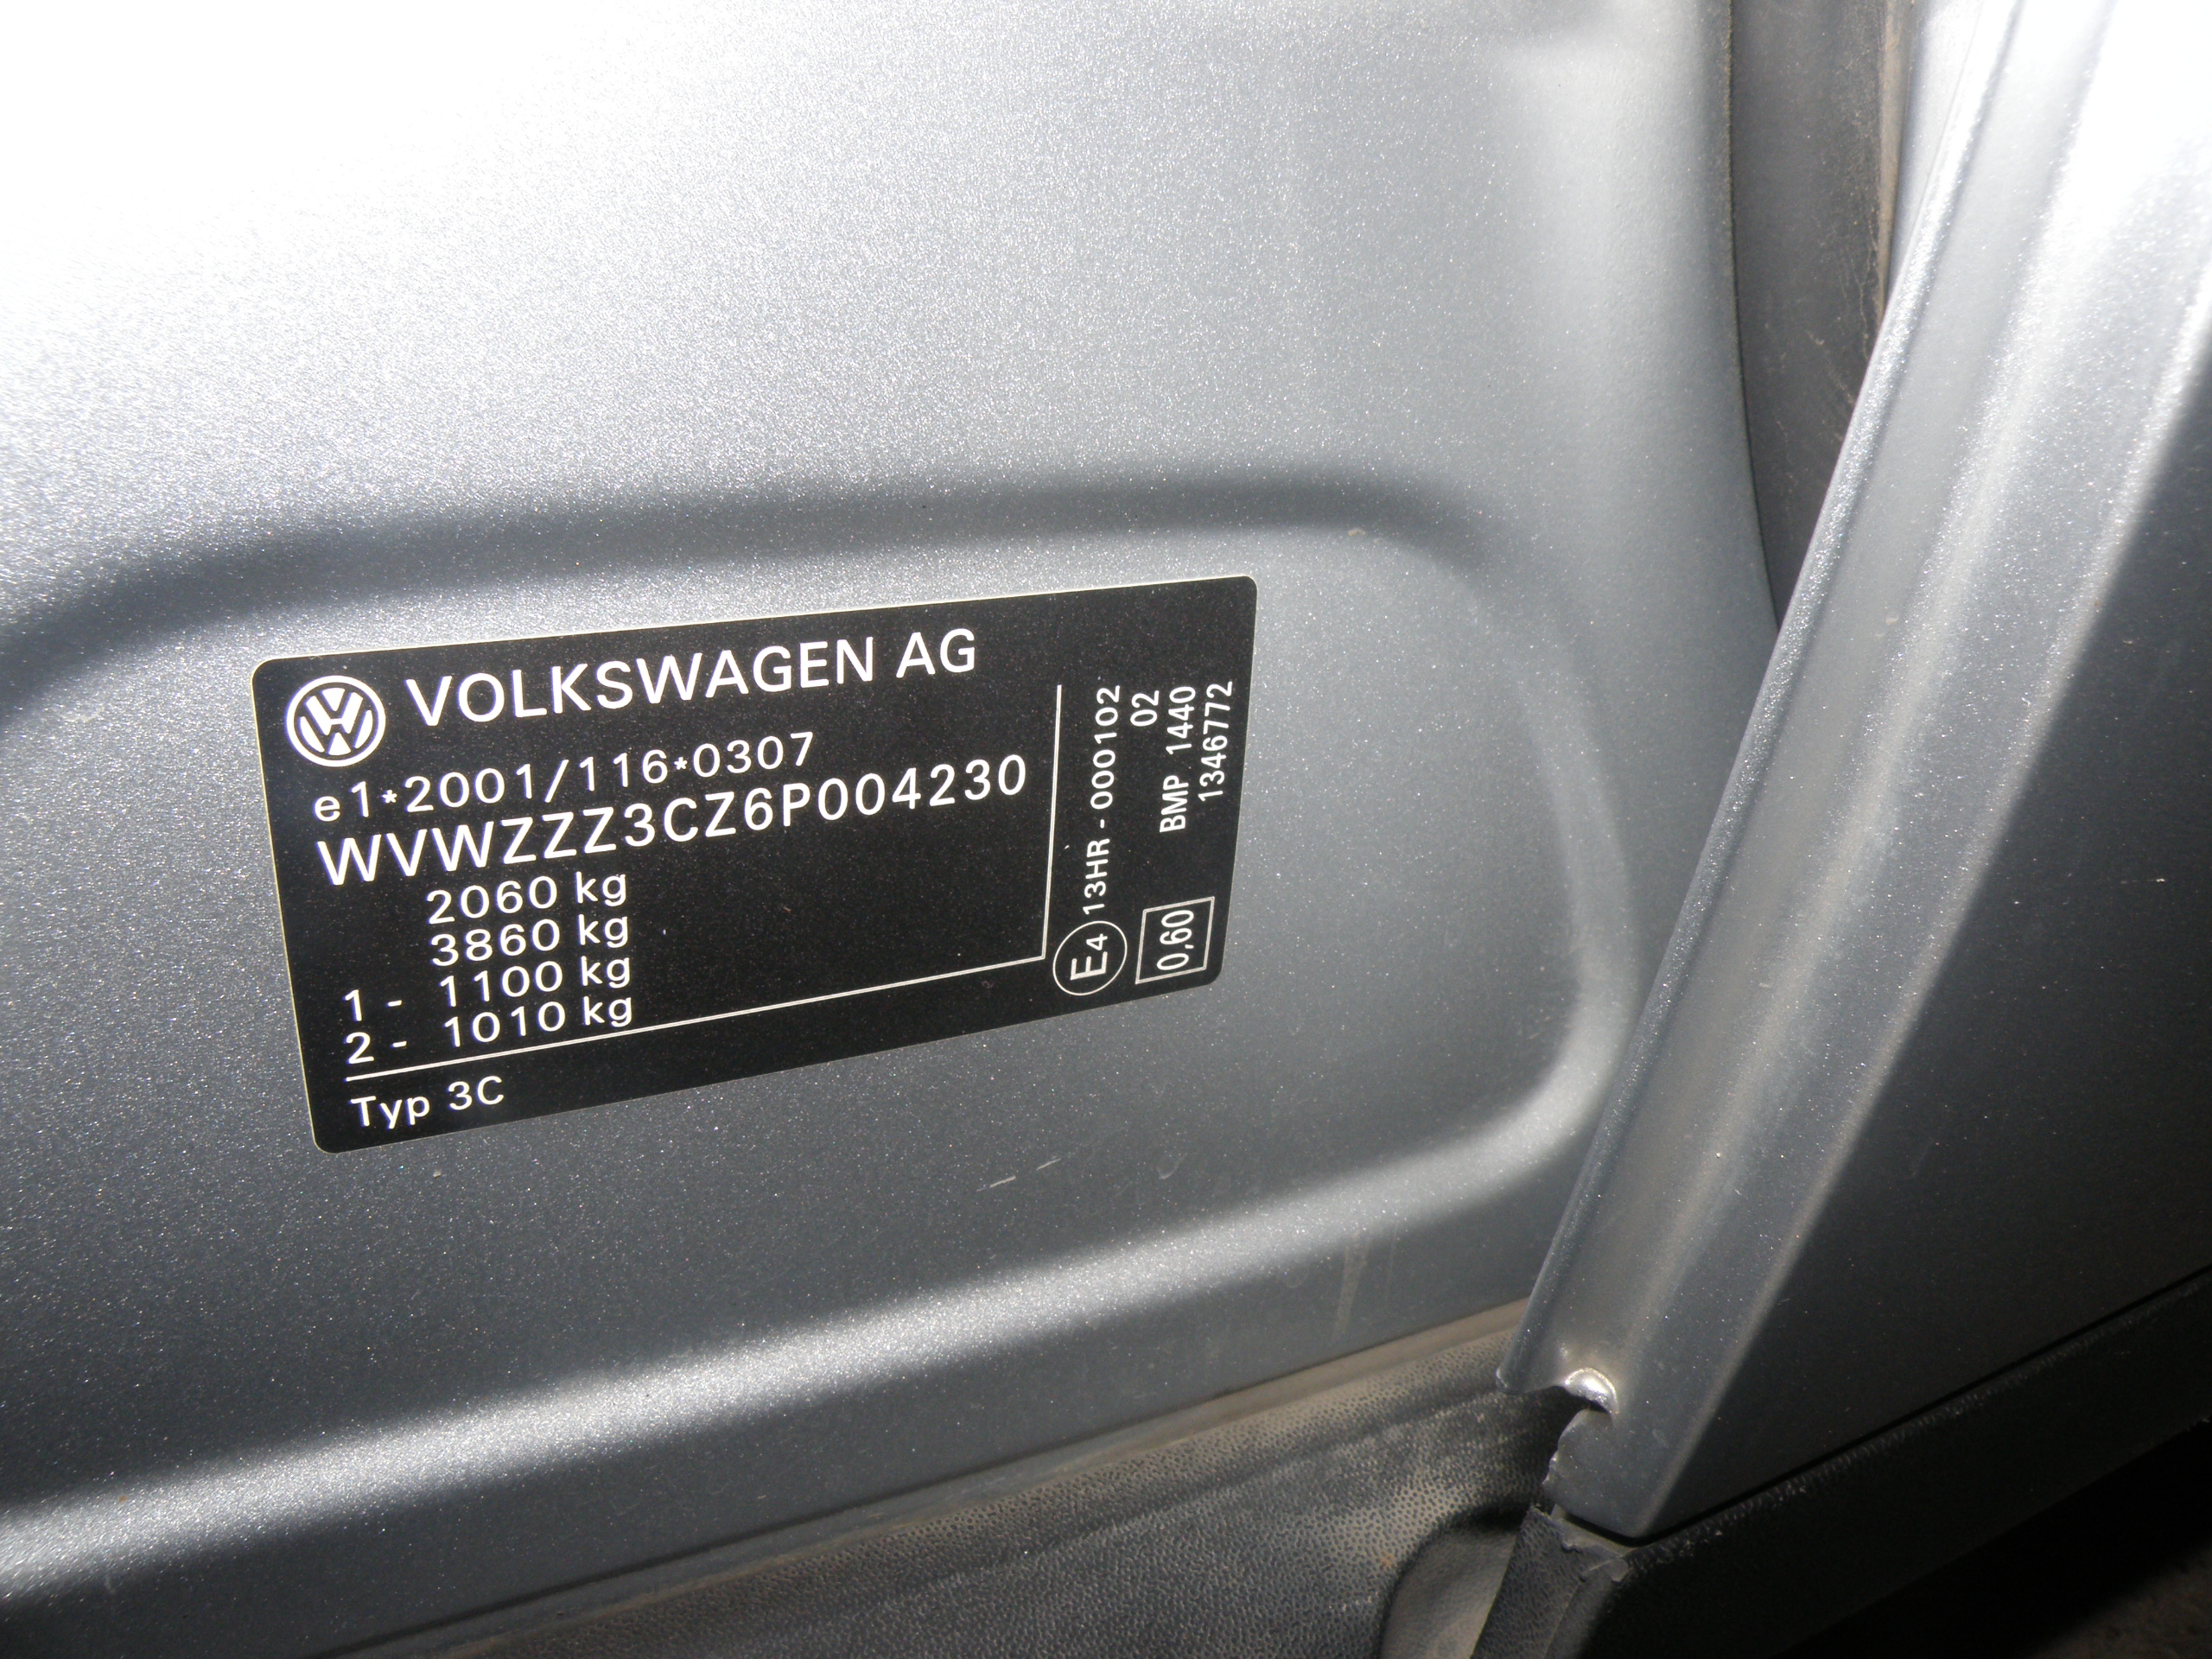 VOLKSWAGEN AG
e1*2001/116*0307
WVWZZZ3CZ6P004230
2060 kg
3860 kg
1 - 1100 kg
2 - 1010 kg
Typ 3C
E4 13HR - 000102
02
0,60 BMP 1440
1346772